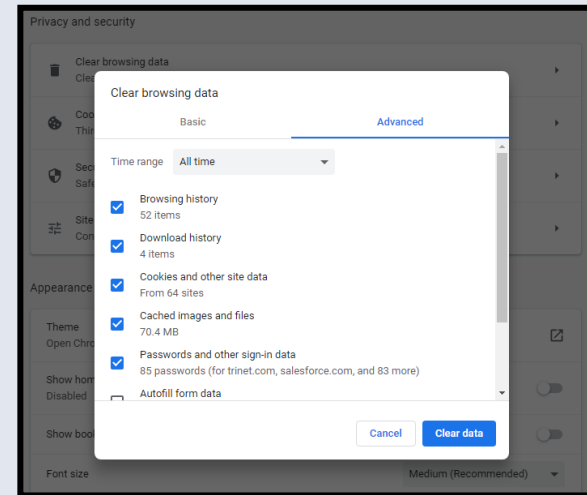 Privacy and security
Clear browsing data
Clea
Clear browsing data
Basic
Advanced
Coo
Thir
Time range
All time
Secu
Safe
Browsing history
52 items
Site
Con
Download history
4 items
Cookies and other site data
From 64 sites
Appearance
Cached images and files
70.4 MB
Theme
Open Chro
Passwords and other sign-in data
85 passwords (for trinet.com, salesforce.com, and 83 more)
Show hom
Disabled
Autofill form data
Show bool
Cancel
Clear data
Font size
Medium (Recommended)